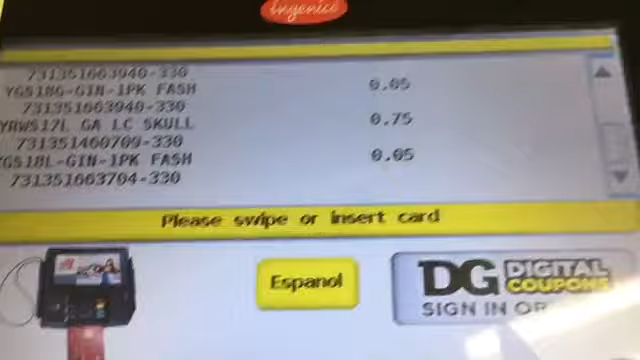 ingenico
731351663940-330
YGS18G-GIN-1PK FASH 0.05
731351663940-330
YRWS17L GA LC SKULL 0.75
731351460709-330
YGS18L-GIN-1PK FASH 0.05
731351663704-330
Please swipe or insert card
Espanol
DG DIGITAL COUPONS
SIGN IN OR